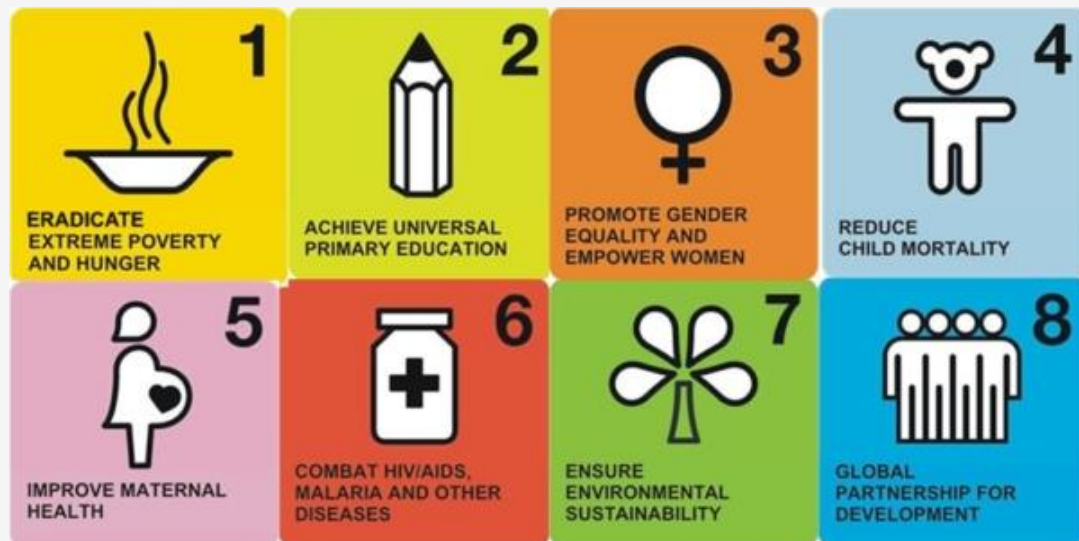 1
ERADICATE
EXTREME POVERTY
AND HUNGER
2
ACHIEVE UNIVERSAL
PRIMARY EDUCATION
3
PROMOTE GENDER
EQUALITY AND
EMPOWER WOMEN
4
REDUCE
CHILD MORTALITY
5
IMPROVE MATERNAL
HEALTH
6
COMBAT HIV/AIDS,
MALARIA AND OTHER
DISEASES
7
ENSURE
ENVIRONMENTAL
SUSTAINABILITY
8
GLOBAL
PARTNERSHIP FOR
DEVELOPMENT